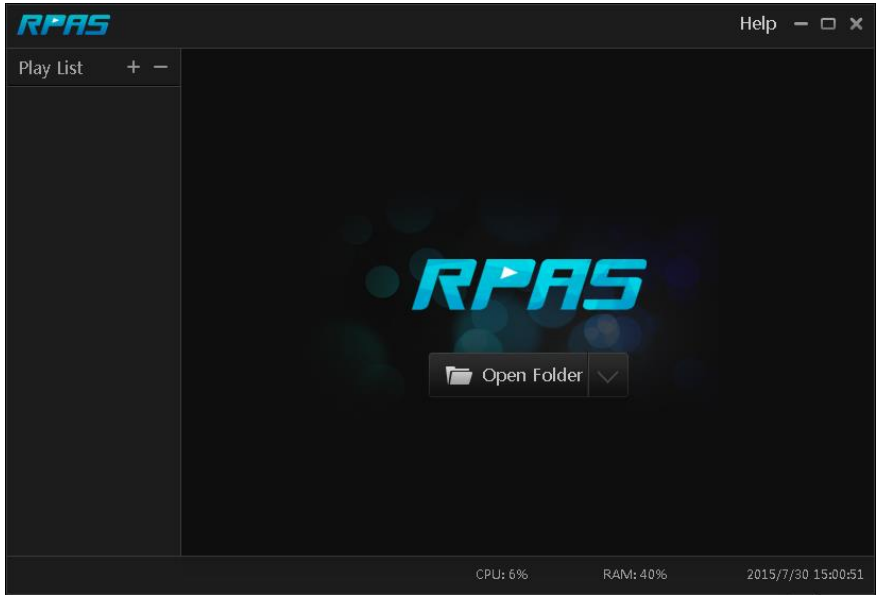 RPAS
Help
Play List + −
RPAS
Open Folder
CPU: 6% RAM: 40% 2015/7/30 15:00:51